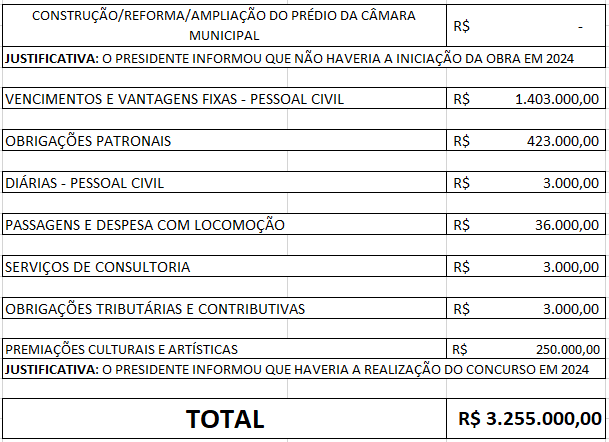 CONSTRUÇÃO/REFORMA/AMPLIAÇÃO DO PRÉDIO DA CÂMARA
MUNICIPAL R$ -
JUSTIFICATIVA: O PRESIDENTE INFORMOU QUE NÃO HAVERIA A INICIAÇÃO DA OBRA EM 2024
VENCIMENTOS E VANTAGENS FIXAS - PESSOAL CIVIL R$ 1.403.000,00
OBRIGAÇÕES PATRONAIS R$ 423.000,00
DIÁRIAS - PESSOAL CIVIL R$ 3.000,00
PASSAGENS E DESPESA COM LOCOMOÇÃO R$ 36.000,00
SERVIÇOS DE CONSULTORIA R$ 3.000,00
OBRIGAÇÕES TRIBUTÁRIAS E CONTRIBUTIVAS R$ 3.000,00
PREMIAÇÕES CULTURAIS E ARTÍSTICAS R$ 250.000,00
JUSTIFICATIVA: O PRESIDENTE INFORMOU QUE HAVERIA A REALIZAÇÃO DO CONCURSO EM 2024
TOTAL R$ 3.255.000,00